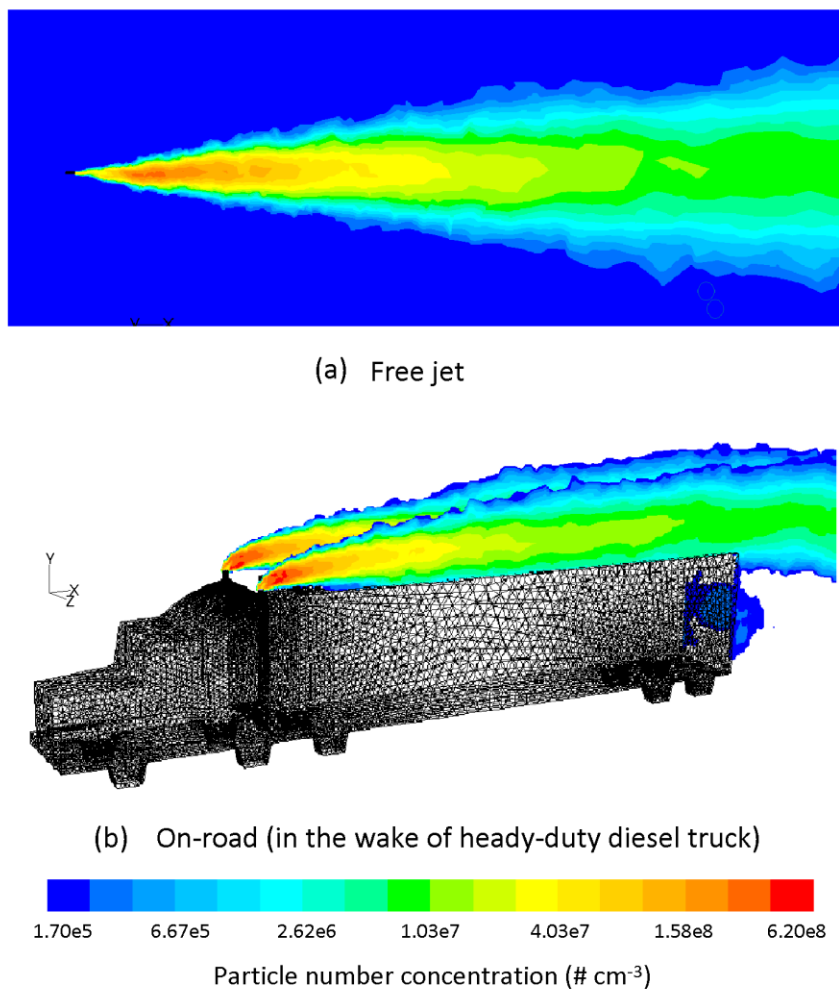 (a) Free jet
Y
X
Z
(b) On-road (in the wake of heady-duty diesel truck)
1.70e5 6.67e5 2.62e6 1.03e7 4.03e7 1.58e8 6.20e8
Particle number concentration (# cm-3)